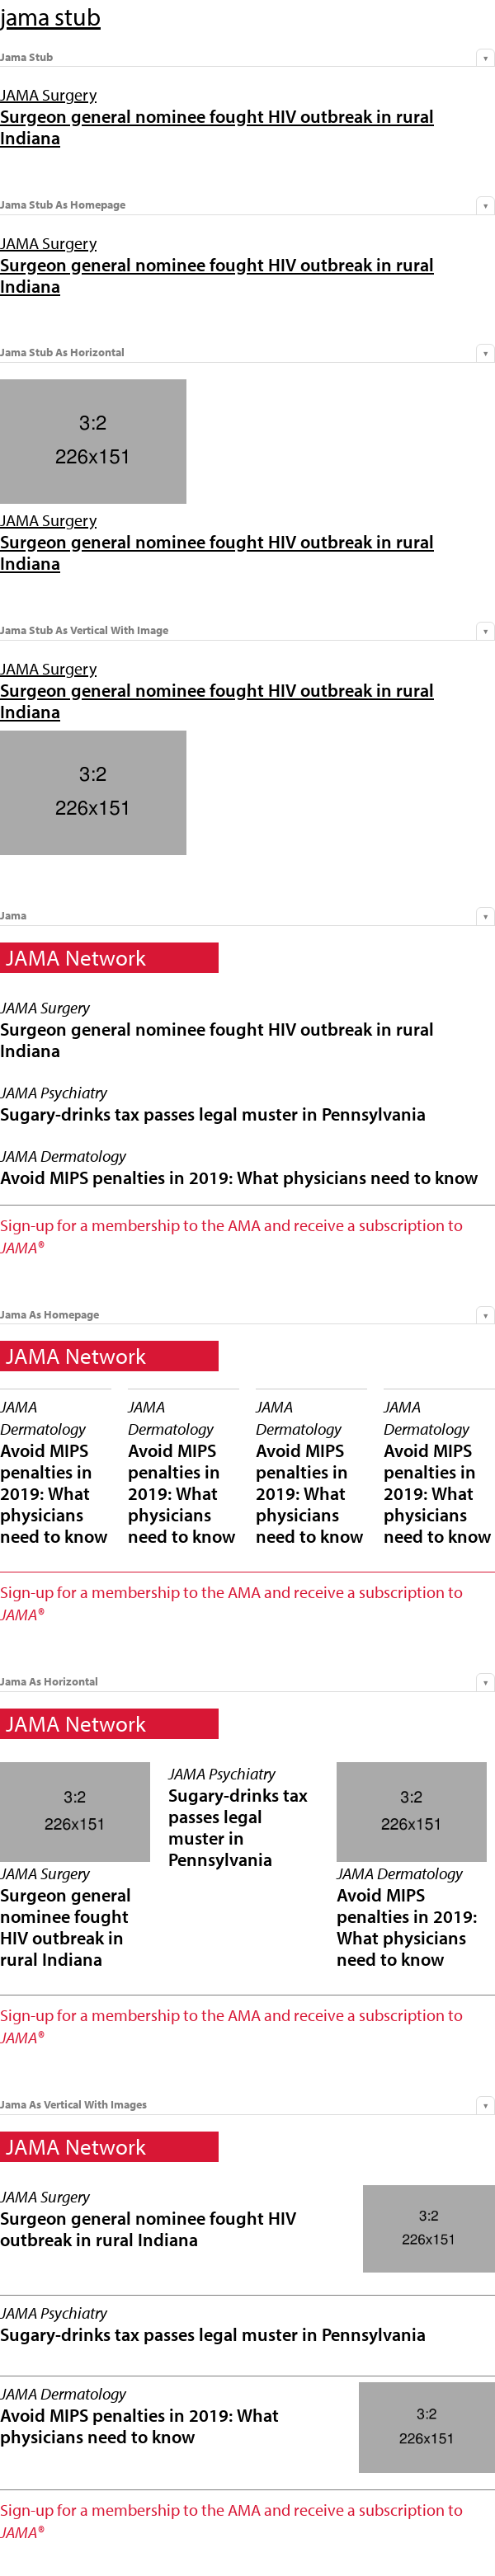 jama stub
Jama Stub
JAMA Surgery
Surgeon general nominee fought HIV outbreak in rural
Indiana
Jama Stub As Homepage
JAMA Surgery
Surgeon general nominee fought HIV outbreak in rural
Indiana
Jama Stub As Horizontal
3:2
226x151
JAMA Surgery
Surgeon general nominee fought HIV outbreak in rural
Indiana
Jama Stub As Vertical With Image
JAMA Surgery
Surgeon general nominee fought HIV outbreak in rural
Indiana
3:2
226x151
Jama
JAMA Network
JAMA Surgery
Surgeon general nominee fought HIV outbreak in rural
Indiana
JAMA Psychiatry
Sugary-drinks tax passes legal muster in Pennsylvania
JAMA Dermatology
Avoid MIPS penalties in 2019: What physicians need to know
Sign-up for a membership to the AMA and receive a subscription to
JAMA®
Jama As Homepage
JAMA Network
JAMA
Dermatology
Avoid MIPS
penalties in
2019: What
physicians
need to know
JAMA
Dermatology
Avoid MIPS
penalties in
2019: What
physicians
need to know
JAMA
Dermatology
Avoid MIPS
penalties in
2019: What
physicians
need to know
JAMA
Dermatology
Avoid MIPS
penalties in
2019: What
physicians
need to know
Sign-up for a membership to the AMA and receive a subscription to
JAMA®
Jama As Horizontal
JAMA Network
3:2
226x151
JAMA Surgery
Surgeon general
nominee fought
HIV outbreak in
rural Indiana
JAMA Psychiatry
Sugary-drinks tax
passes legal
muster in
Pennsylvania
3:2
226x151
JAMA Dermatology
Avoid MIPS
penalties in 2019:
What physicians
need to know
Sign-up for a membership to the AMA and receive a subscription to
JAMA®
Jama As Vertical With Images
JAMA Network
JAMA Surgery
Surgeon general nominee fought HIV
outbreak in rural Indiana
3:2
226x151
JAMA Psychiatry
Sugary-drinks tax passes legal muster in Pennsylvania
JAMA Dermatology
Avoid MIPS penalties in 2019: What
physicians need to know
3:2
226x151
Sign-up for a membership to the AMA and receive a subscription to
JAMA®